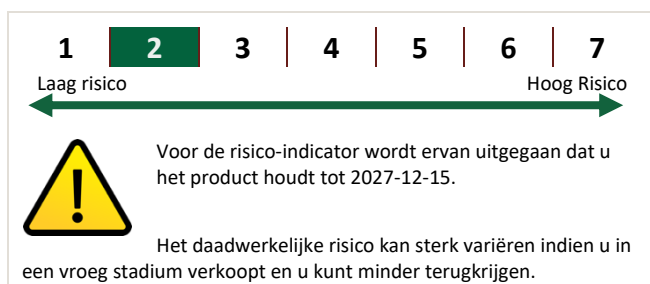 1 2 3 4 5 6 7
Laag risico Hoog Risico
Voor de risico-indicator wordt ervan uitgegaan dat u
het product houdt tot 2027-12-15.
Het daadwerkelijke risico kan sterk variëren indien u in
een vroeg stadium verkoopt en u kunt minder terugkrijgen.